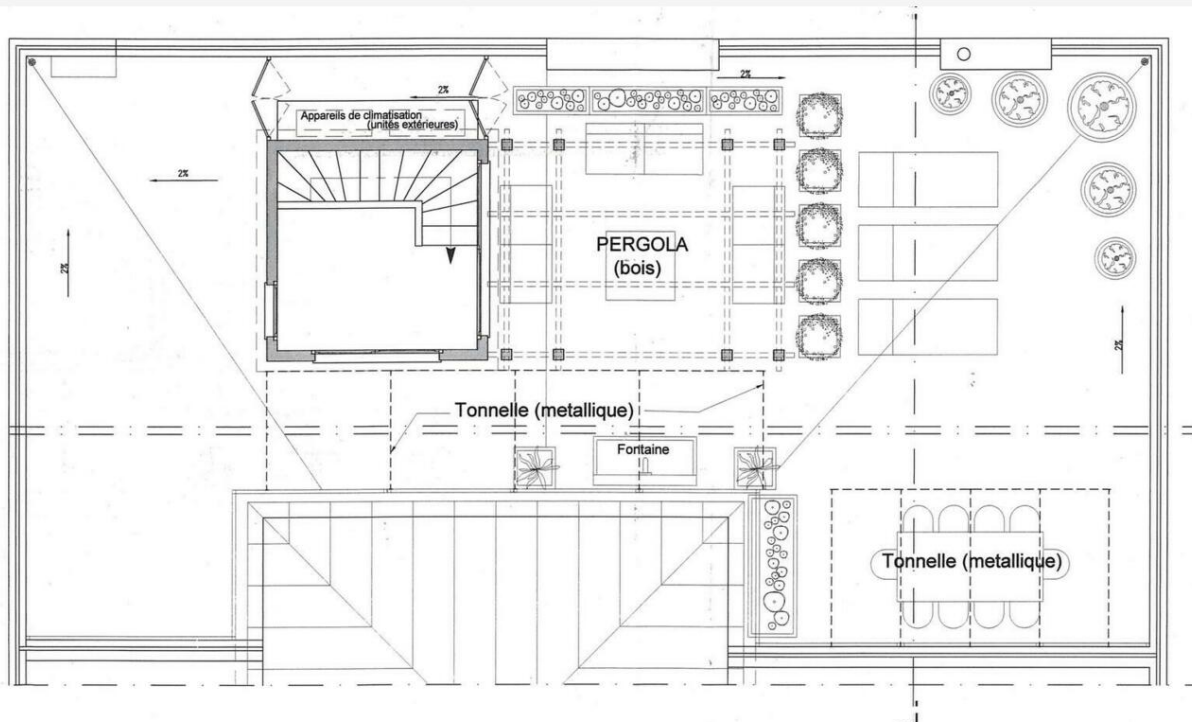 2%
2%
Appareils de climatisation
(unités extérieures)
2%
2%
PERGOLA
(bois)
2%
Tonnelle (metallique)
Fontaine
Tonnelle (metallique)